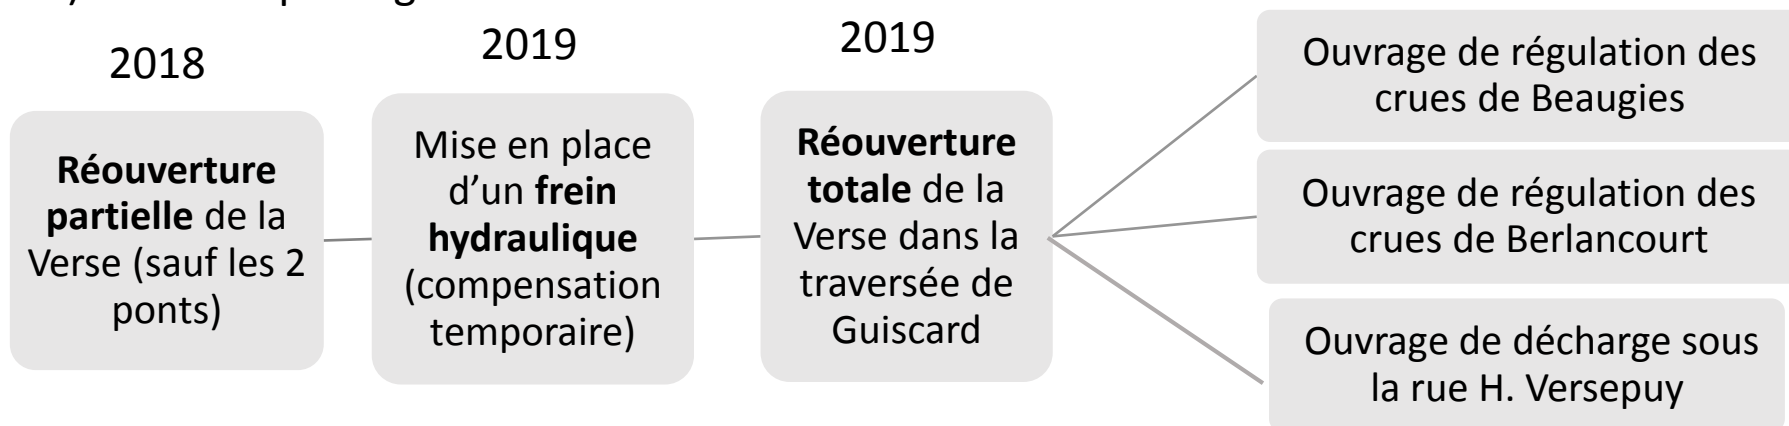 2018
Réouverture
partielle de la
Verse (sauf les 2
ponts)
2019
Mise en place
d’un frein
hydraulique
(compensation
temporaire)
2019
Réouverture
totale de la
Verse dans la
traversée de
Guiscard
Ouvrage de régulation des
crues de Beaugies
Ouvrage de régulation des
crues de Berlancourt
Ouvrage de décharge sous
la rue H. Versepuy